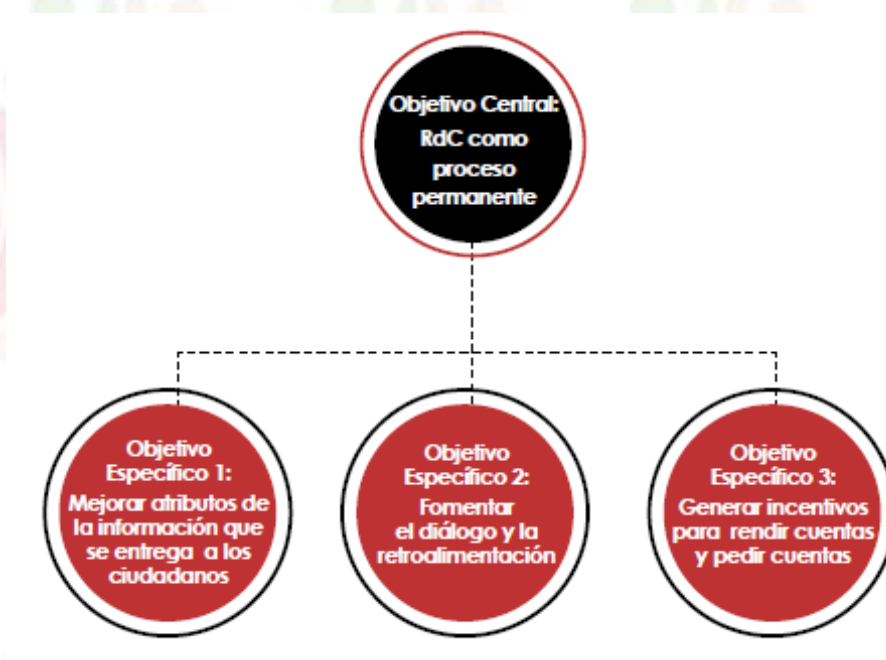 Objetivo Central:
RdC como
proceso
permanente
Objetivo
Específico 1:
Mejorar atributos de
la información que
se entrega a los
ciudadanos
Objetivo
Específico 2:
Fomentar
el diálogo y la
retroalimentación
Objetivo
Específico 3:
Generar incentivos
para rendir cuentas
y pedir cuentas